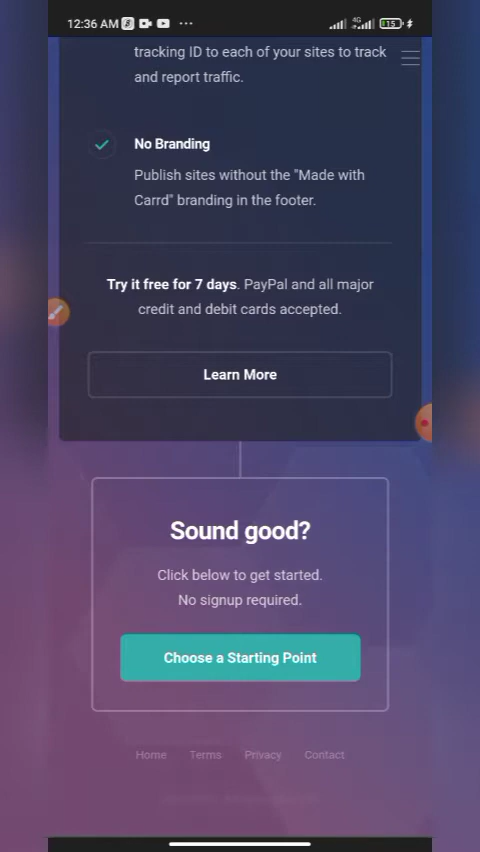 12:36 AM
4G
15
tracking ID to each of your sites to track
and report traffic.
No Branding
Publish sites without the "Made with
Carrd" branding in the footer.
Try it free for 7 days. PayPal and all major
credit and debit cards accepted.
Learn More
Sound good?
Click below to get started.
No signup required.
Choose a Starting Point
Home Terms Privacy Contact